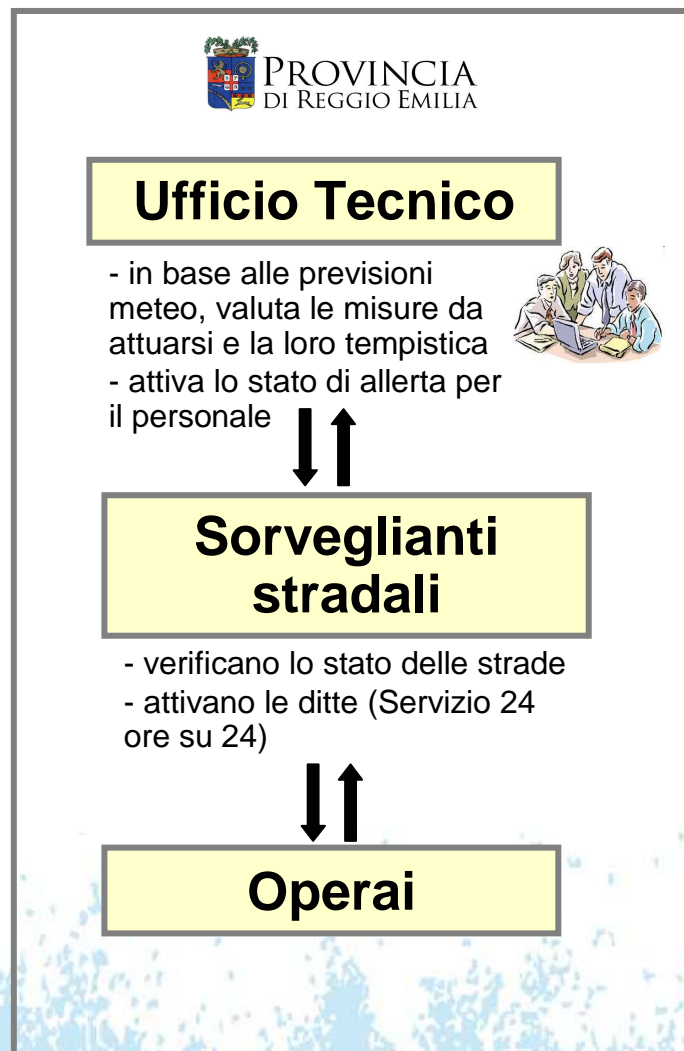 PROVINCIA
DI REGGIO EMILIA
Ufficio Tecnico
- in base alle previsioni
meteo, valuta le misure da
attuarsi e la loro tempistica
- attiva lo stato di allerta per
il personale
Sorveglianti
stradali
- verificano lo stato delle strade
- attivano le ditte (Servizio 24
ore su 24)
Operai